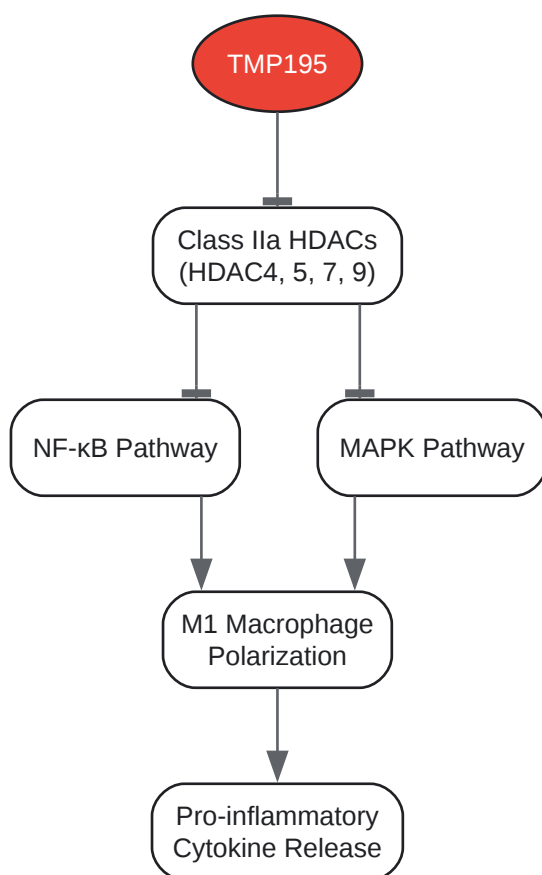 TMP195
Class IIa HDACs
(HDAC4, 5, 7, 9)
NF-κB Pathway
MAPK Pathway
M1 Macrophage
Polarization
Pro-inflammatory
Cytokine Release